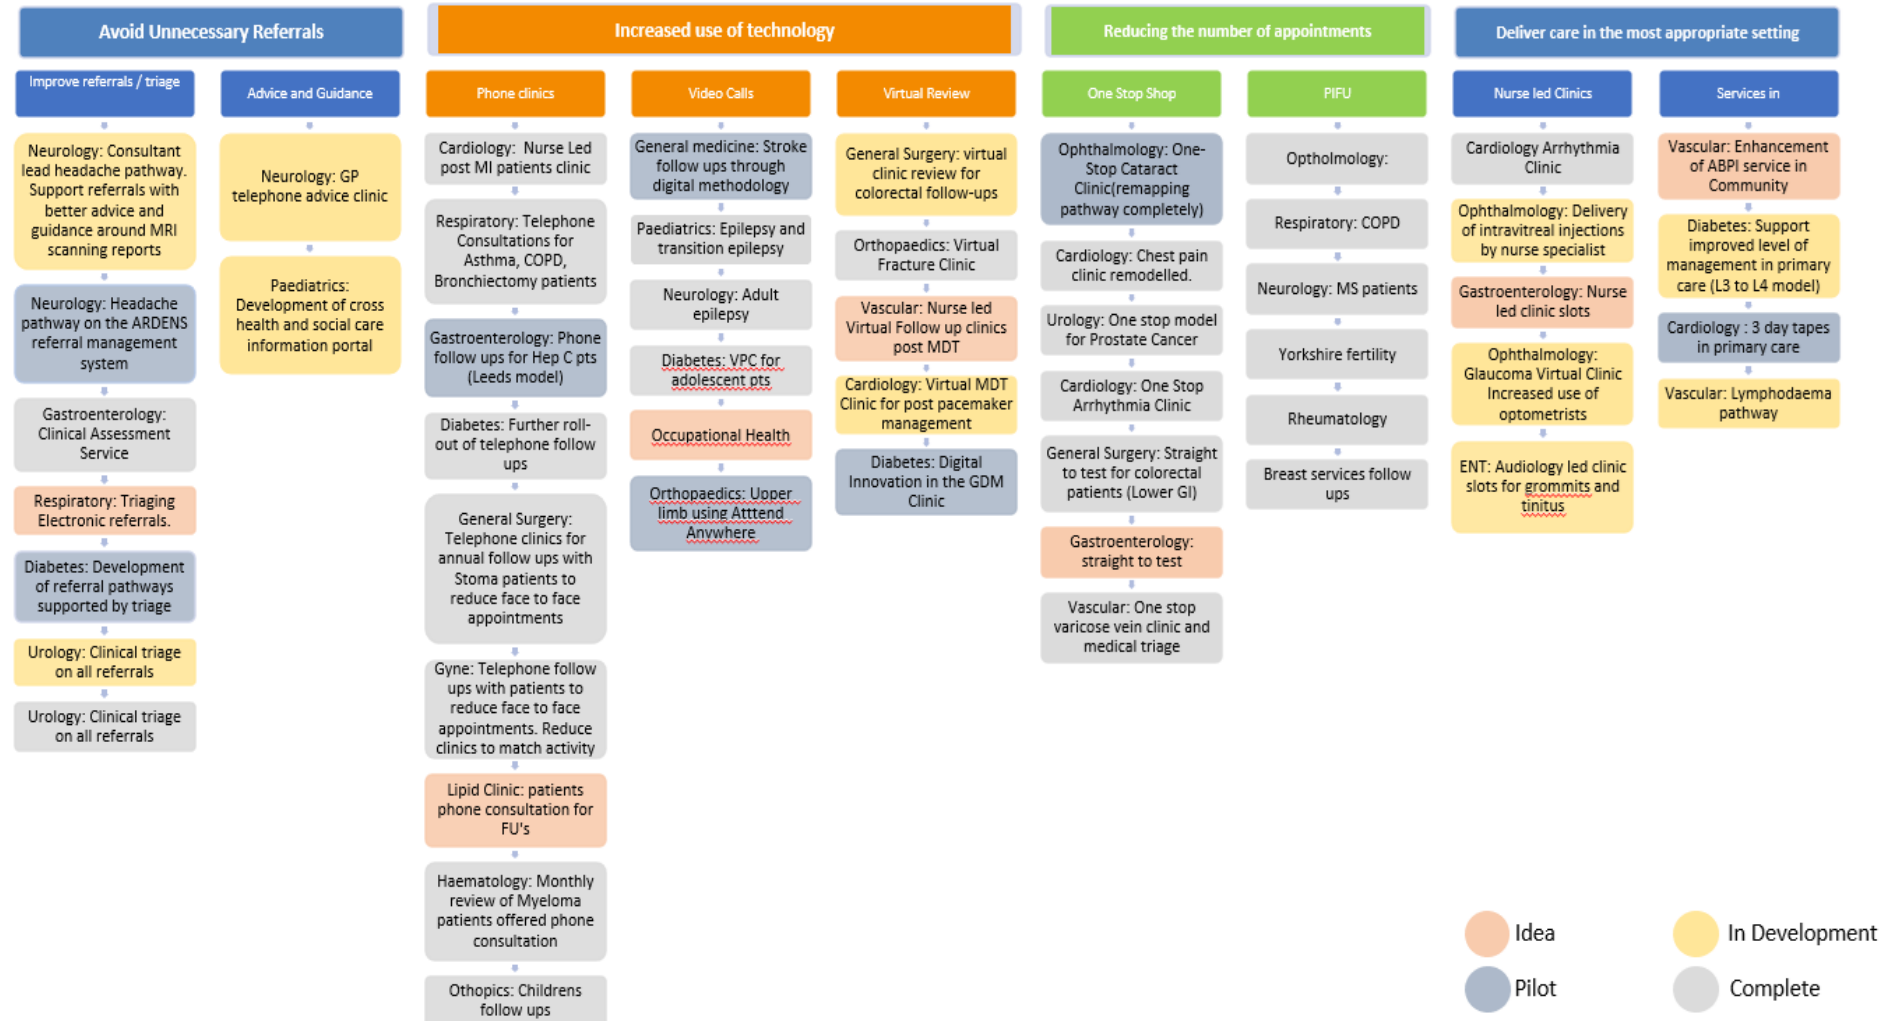 Avoid Unnecessary Referrals
Increased use of technology
Reducing the number of appointments
Deliver care in the most appropriate setting
Improve referrals / triage
Advice and Guidance
Phone clinics
Video Calls
Virtual Review
One Stop Shop
PIFU
Nurse led Clinics
Services in
Neurology: Consultant
lead headache pathway.
Support referrals with
better advice and
guidance around MRI
scanning reports
Neurology: Headache
pathway on the ARDENS
referral management
system
Gastroenterology:
Clinical Assessment
Service
Respiratory: Triaging
Electronic referrals.
Diabetes: Development
of referral pathways
supported by triage
Urology: Clinical triage
on all referrals
Urology: Clinical triage
on all referrals
Neurology: GP
telephone advice clinic
Paediatrics:
Development of cross
health and social care
information portal
Cardiology: Nurse Led
post MI patients clinic
Respiratory: Telephone
Consultations for
Asthma, COPD,
Bronchiectomy patients
Gastroenterology: Phone
follow ups for Hep C pts
(Leeds model)
Diabetes: Further roll-
out of telephone follow
ups
General Surgery:
Telephone clinics for
annual follow ups with
Stoma patients to
reduce face to face
appointments
Gyne: Telephone follow
ups with patients to
reduce face to face
appointments. Reduce
clinics to match activity
Lipid Clinic: patients
phone consultation for
FU's
Haematology: Monthly
review of Myeloma
patients offered phone
consultation
Othopics: Childrens
follow ups
General medicine: Stroke
follow ups through
digital methodology
Paediatrics: Epilepsy and
transition epilepsy
Neurology: Adult
epilepsy
Diabetes: VPC for
adolescent pts
Occupational Health
Orthopaedics: Upper
limb using Atttend
Anywhere
General Surgery: virtual
clinic review for
colorectal follow-ups
Orthopaedics: Virtual
Fracture Clinic
Vascular: Nurse led
Virtual Follow up clinics
post MDT
Cardiology: Virtual MDT
Clinic for post pacemaker
management
Diabetes: Digital
Innovation in the GDM
Clinic
Ophthalmology: One-
Stop Cataract
Clinic(remapping
pathway completely)
Cardiology: Chest pain
clinic remodelled.
Urology: One stop model
for Prostate Cancer
Cardiology: One Stop
Arrhythmia Clinic
General Surgery: Straight
to test for colorectal
patients (Lower GI)
Gastroenterology:
straight to test
Vascular: One stop
varicose vein clinic and
medical triage
Optholmology:
Respiratory: COPD
Neurology: MS patients
Yorkshire fertility
Rheumatology
Breast services follow
ups
Cardiology Arrhythmia
Clinic
Ophthalmology: Delivery
of intravitreal injections
by nurse specialist
Gastroenterology: Nurse
led clinic slots
Ophthalmology:
Glaucoma Virtual Clinic
Increased use of
optometrists
ENT: Audiology led clinic
slots for grommits and
tinitus
Vascular: Enhancement
of ABPI service in
Community
Diabetes: Support
improved level of
management in primary
care (L3 to L4 model)
Cardiology : 3 day tapes
in primary care
Vascular: Lymphodaema
pathway
Idea
In Development
Pilot
Complete